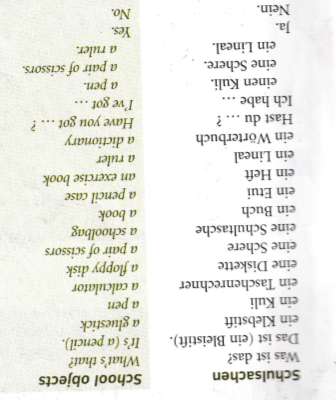 Schulsachen School objects
Was ist das? What's that?
Das ist (ein Bleistift). It's (a pencil).
ein Klebstift a gluestick
ein Kuli a pen
ein Taschenrechner a calculator
eine Diskette a floppy disk
eine Schere a pair of scissors
eine Schultasche a schoolbag
ein Buch a book
ein Etui a pencil case
ein Heft an exercise book
ein Lineal a ruler
ein Wörterbuch a dictionary
Hast du … ? Have you got … ?
Ich habe … I've got …
einen Kuli. a pen.
eine Schere. a pair of scissors.
ein Lineal. a ruler.
Ja. Yes.
Nein. No.